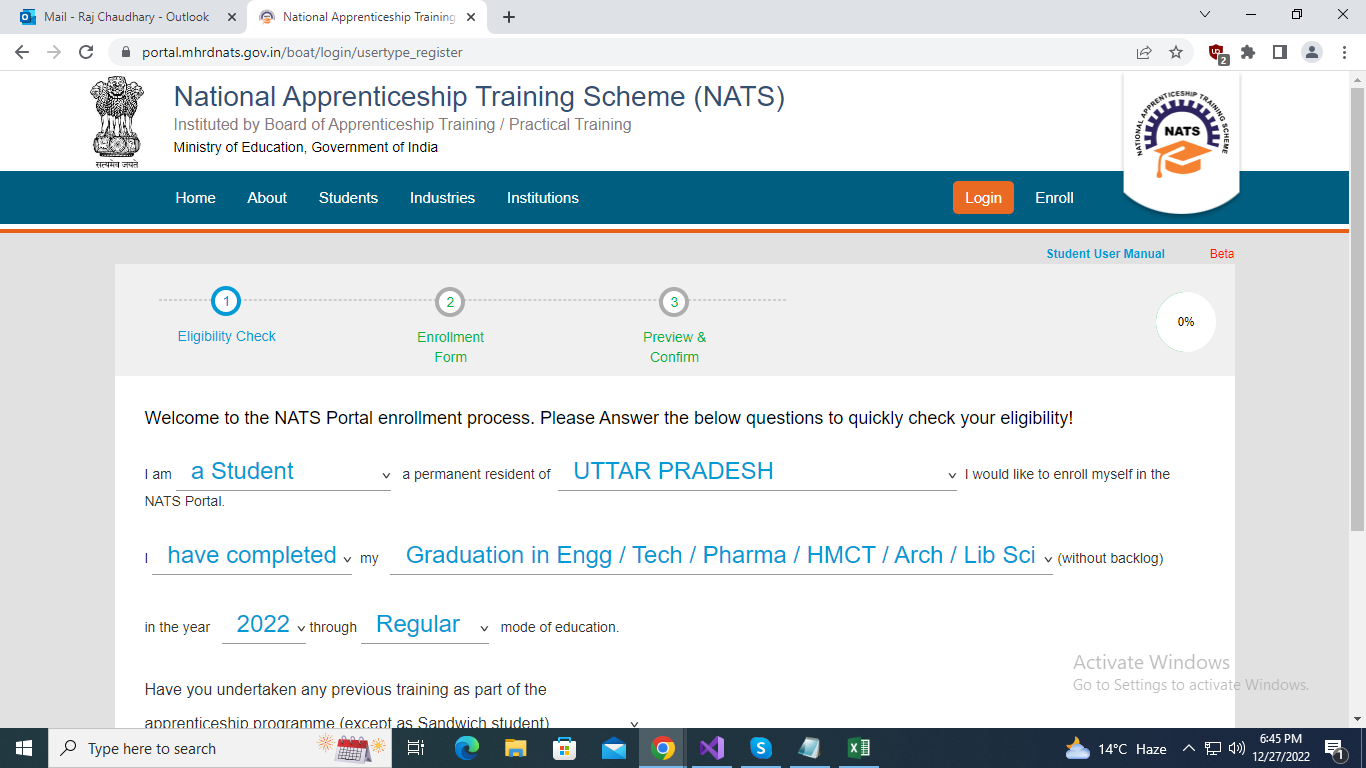 Mail - Raj Chaudhary - Outlook
National Apprenticeship Training
portal.mhrdnats.gov.in/boat/login/usertype_register
2
National Apprenticeship Training Scheme (NATS)
Instituted by Board of Apprenticeship Training / Practical Training
Ministry of Education, Government of India
सत्यमेव जयते
NATIONAL APPRENTICESHIP TRAINING SCHEME
NATS
Home About Students Industries Institutions Login Enroll
Student User Manual Beta
1 2 3
0%
Eligibility Check Enrollment Form Preview & Confirm
Welcome to the NATS Portal enrollment process. Please Answer the below questions to quickly check your eligibility!
I am a Student a permanent resident of UTTAR PRADESH I would like to enroll myself in the
NATS Portal.
I have completed my Graduation in Engg / Tech / Pharma / HMCT / Arch / Lib Sci (without backlog)
in the year 2022 through Regular mode of education.
Activate Windows
Go to Settings to activate Windows.
Have you undertaken any previous training as part of the
apprenticeship programme (except as Sandwich student)
Type here to search
14°C Haze
6:45 PM
12/27/2022
1